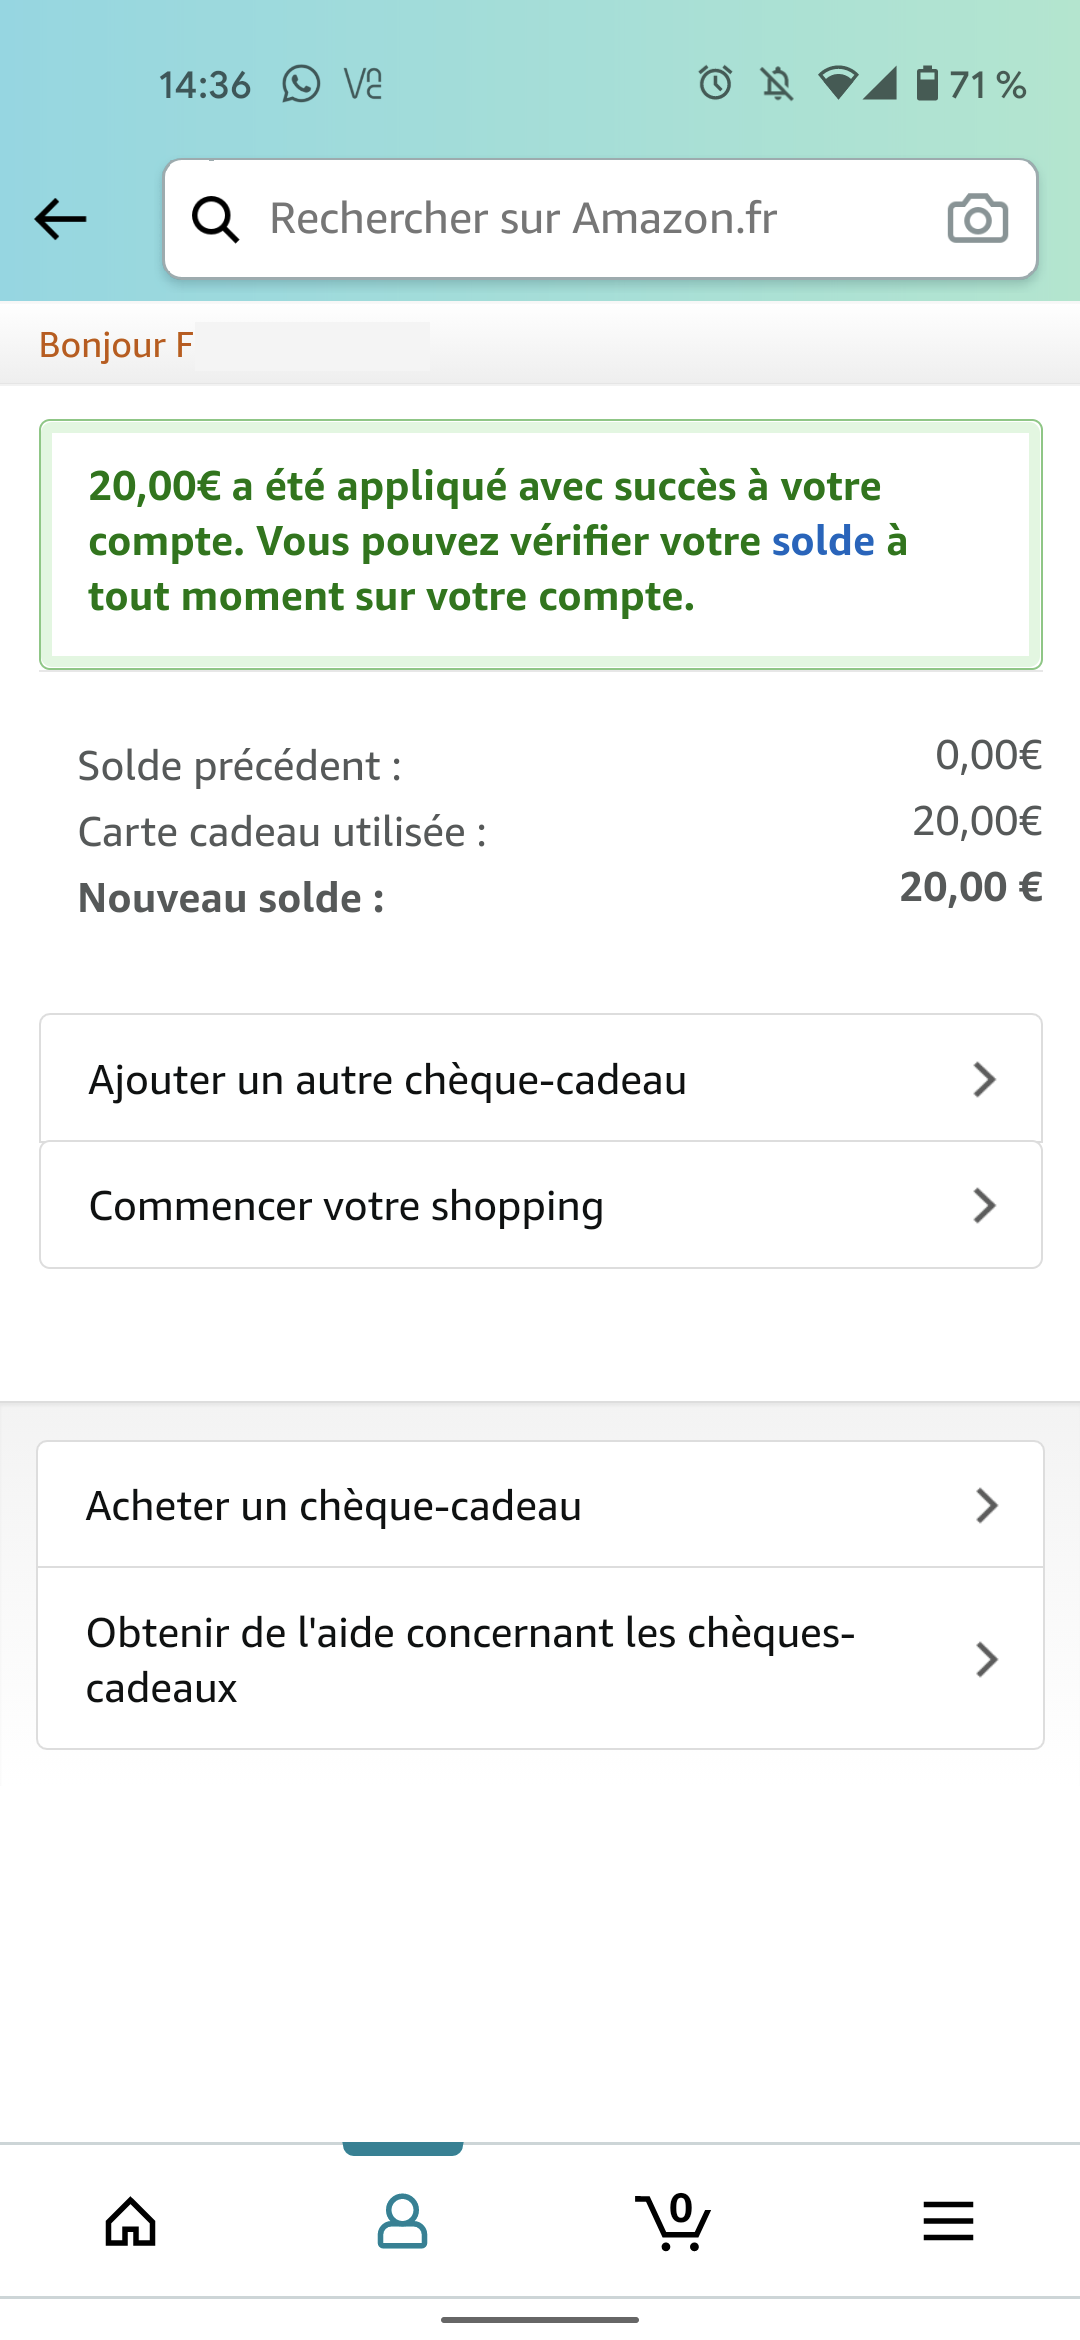 14:36
71 %
Rechercher sur Amazon.fr
Bonjour F
20,00€ a été appliqué avec succès à votre
compte. Vous pouvez vérifier votre solde à
tout moment sur votre compte.
Solde précédent : 0,00€
Carte cadeau utilisée : 20,00€
Nouveau solde : 20,00 €
Ajouter un autre chèque-cadeau
Commencer votre shopping
Acheter un chèque-cadeau
Obtenir de l'aide concernant les chèques-
cadeaux
0